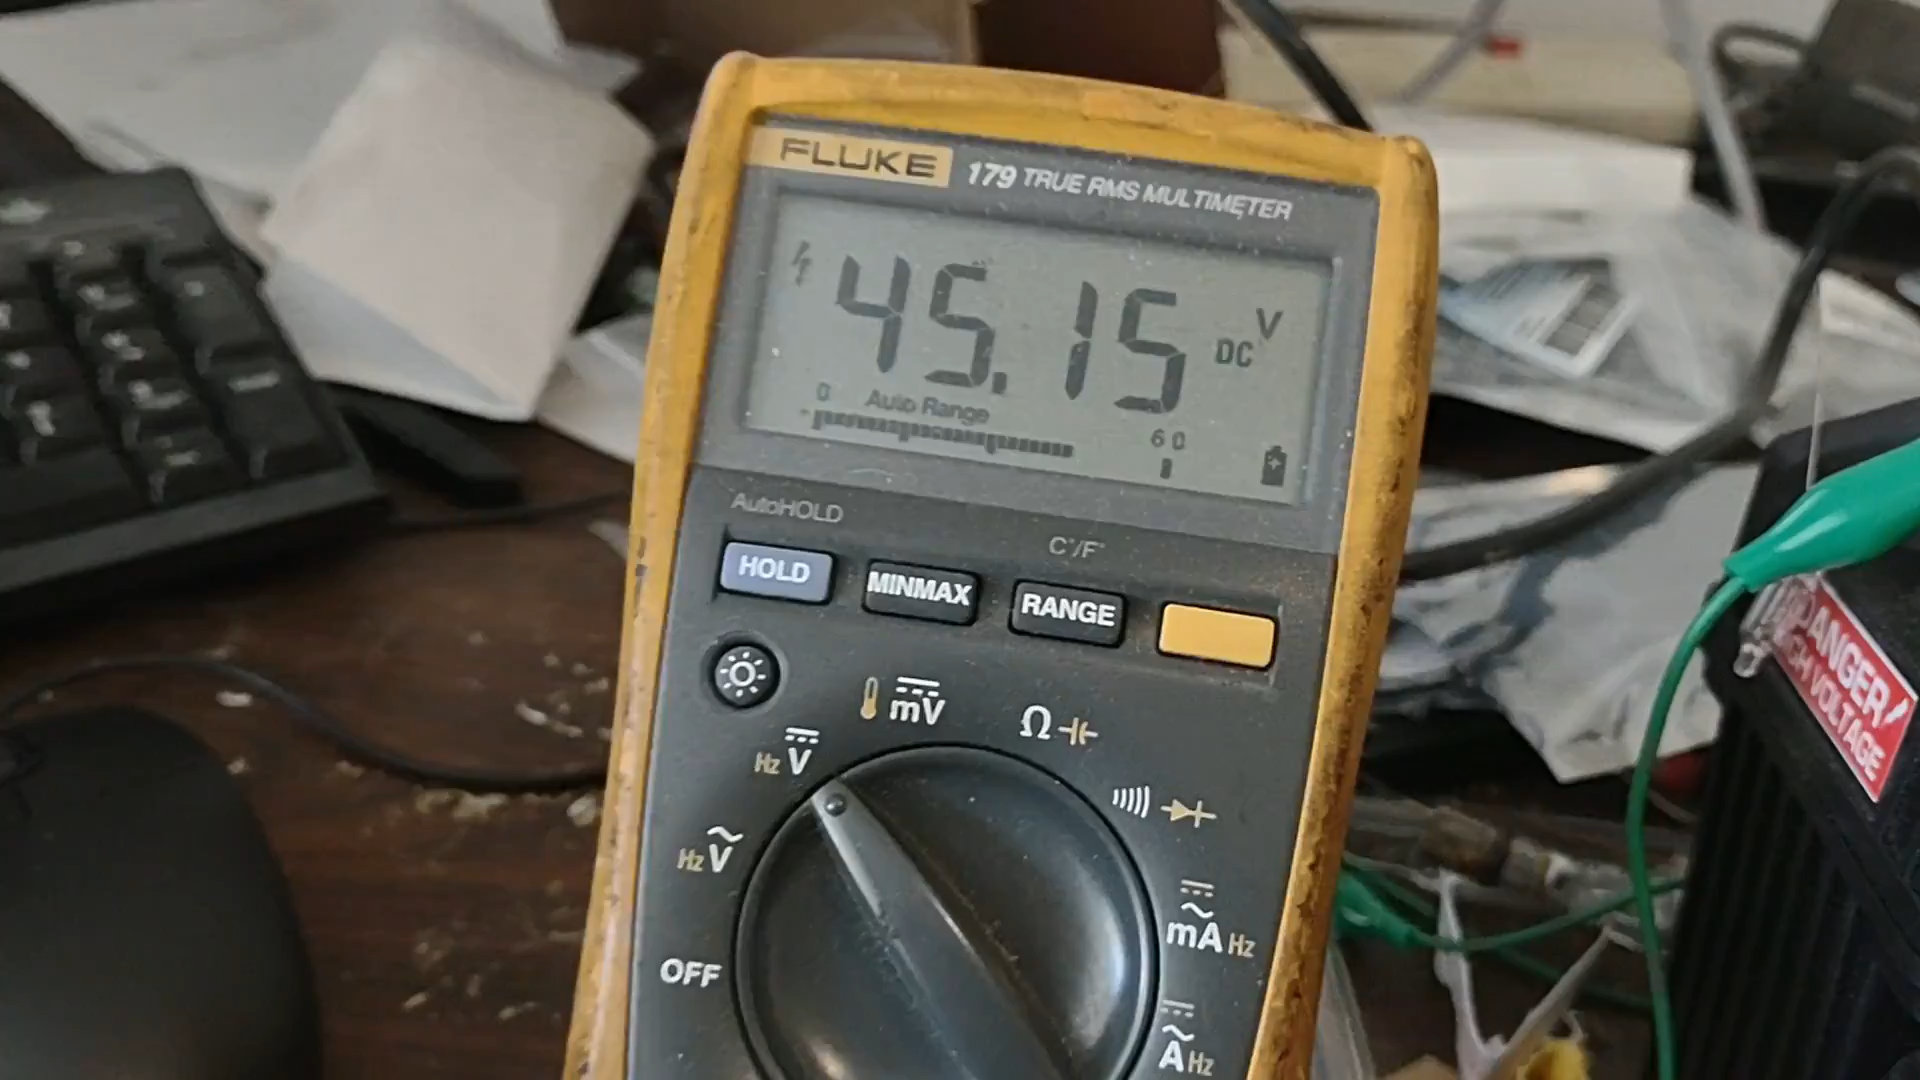 FLUKE 179 TRUE RMS MULTIMETER
45.15 V DC
0 Auto Range 60
AutoHOLD C°/F°
HOLD MINMAX RANGE
mV
Ω
Hz V
Hz V
mA Hz
OFF
A Hz
DANGER
HIGH VOLTAGE